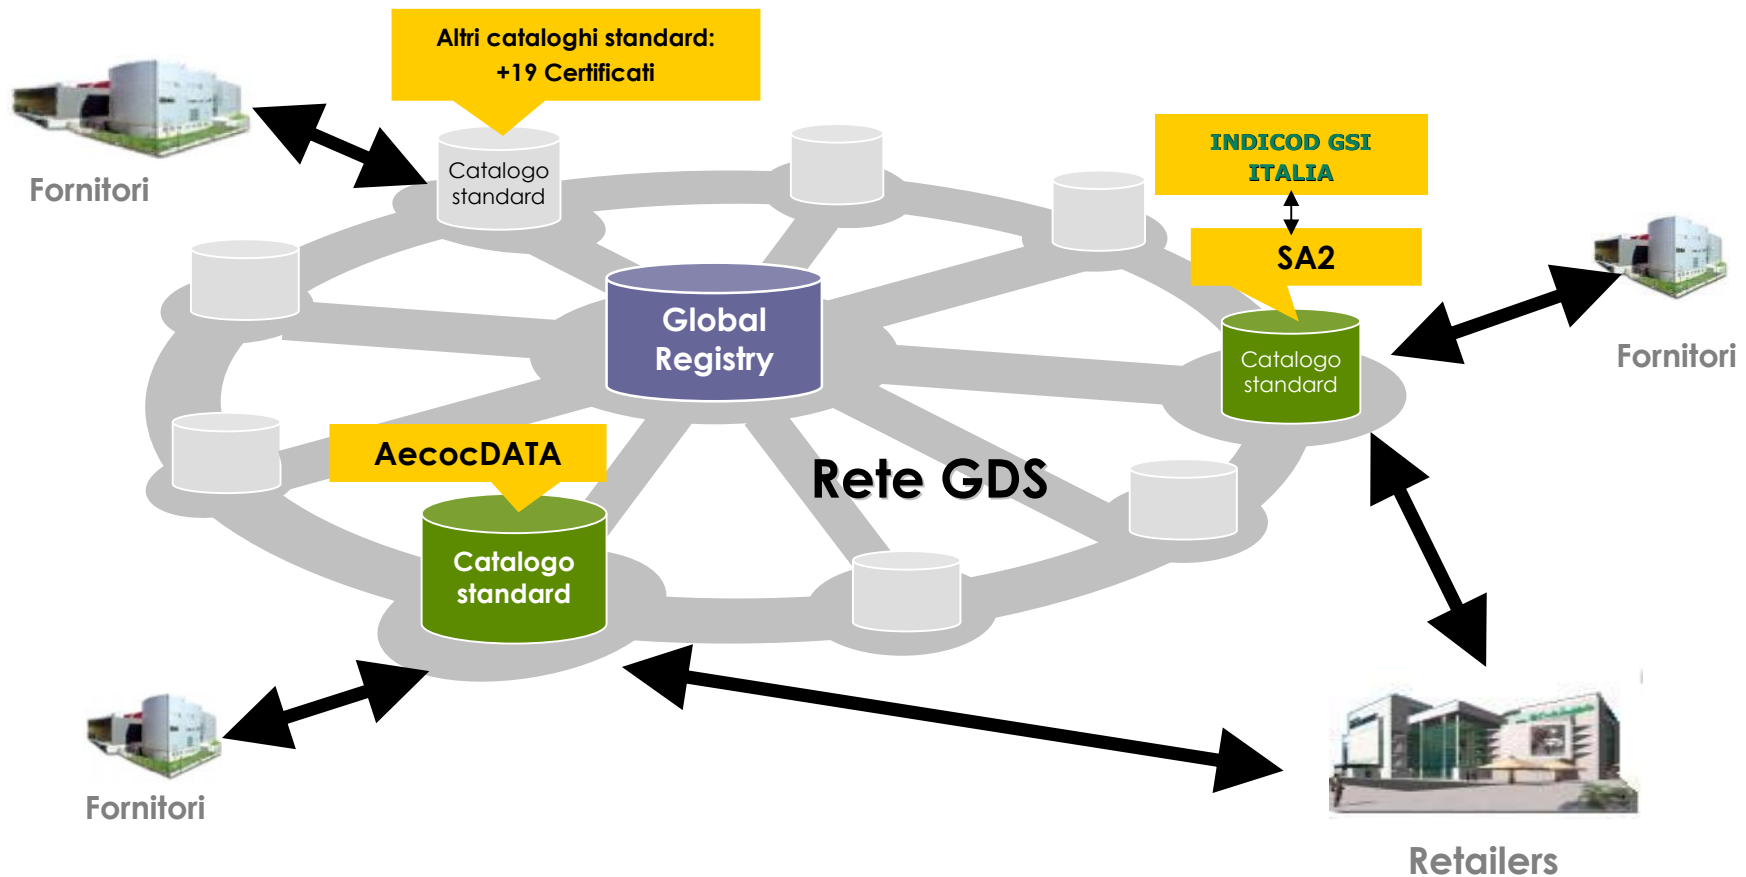 Altri cataloghi standard:
+19 Certificati
Fornitori
Catalogo
standard
INDICOD GSI
ITALIA
SA2
Global
Registry
Catalogo
standard
Fornitori
AecocDATA
Rete GDS
Catalogo
standard
Fornitori
Retailers